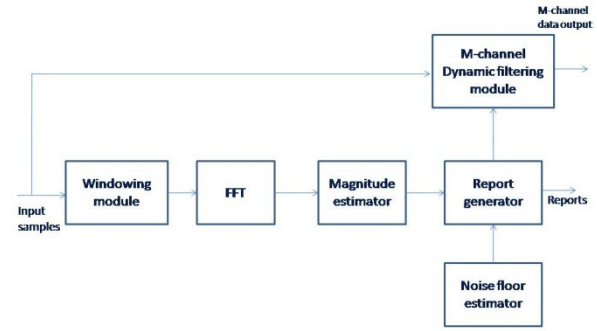 M-channel
data output
M-channel
Dynamic filtering
module
Windowing
module
FFT
Magnitude
estimator
Report
generator
Reports
Input
samples
Noise floor
estimator